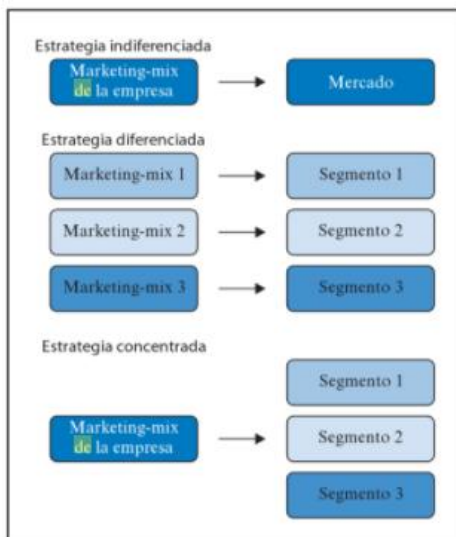 Estrategia indiferenciada
Marketing-mix
de la empresa
Mercado
Estrategia diferenciada
Marketing-mix 1
Segmento 1
Marketing-mix 2
Segmento 2
Marketing-mix 3
Segmento 3
Estrategia concentrada
Segmento 1
Marketing-mix
de la empresa
Segmento 2
Segmento 3